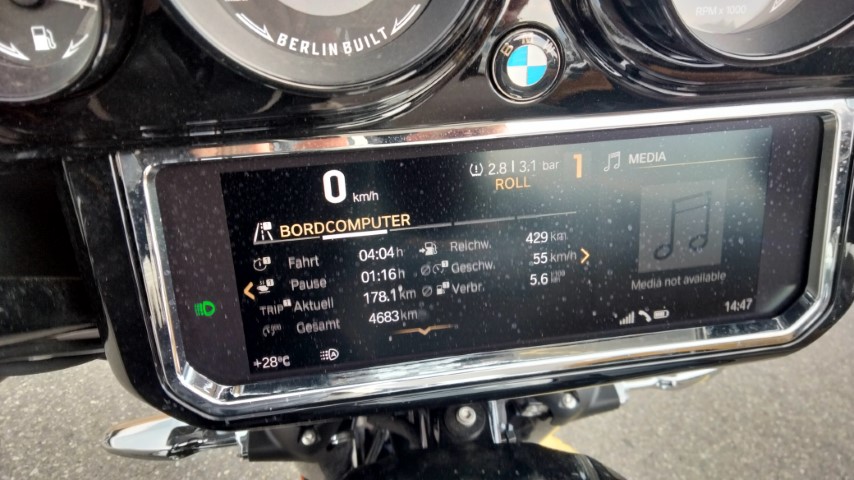 BERLIN BUILT
RPM x 1000
BMW
0 km/h
2.8 | 3.1 bar
ROLL
1
MEDIA
BORDCOMPUTER
Fahrt 04:04 h
Pause 01:16 h
TRIP 1 Aktuell 178.1 km
Gesamt 4683 km
Reichw. 429 km
Ø Geschw. 55 km/h
Ø Verbr. 5.6
Media not available
+28°C
14:47